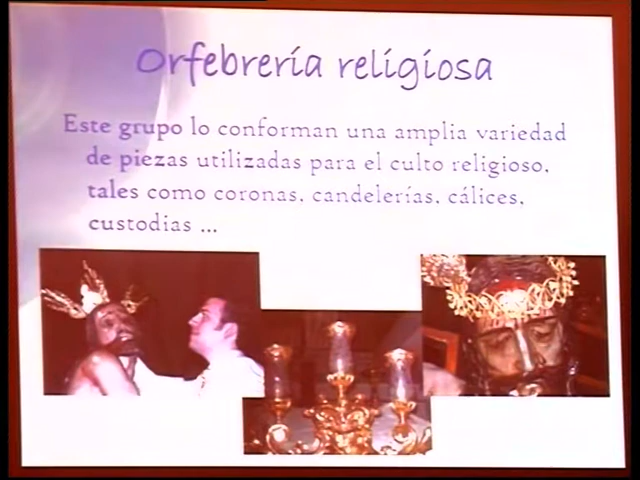 Orfebrería religiosa
Este grupo lo conforman una amplia variedad
de piezas utilizadas para el culto religioso,
tales como coronas, candelerías, cálices,
custodias ...